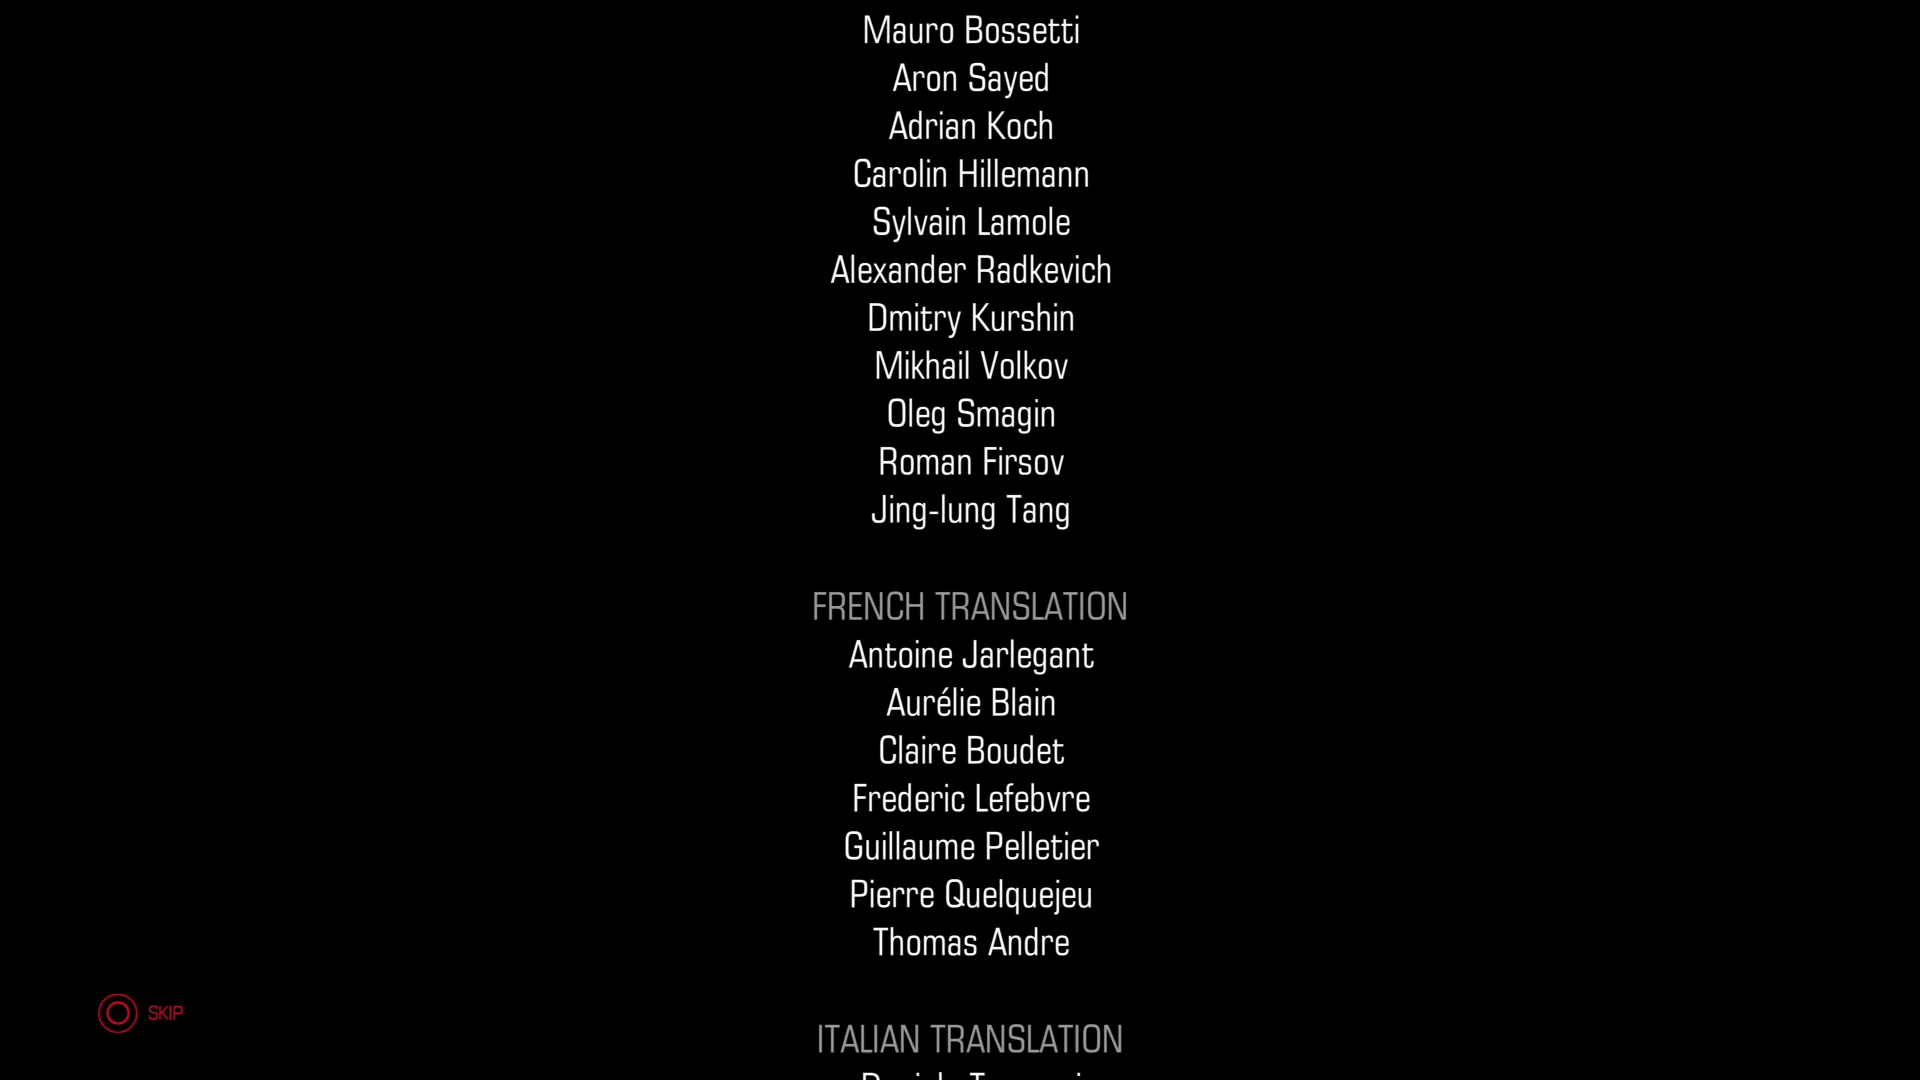 Mauro Bossetti
Aron Sayed
Adrian Koch
Carolin Hillemann
Sylvain Lamole
Alexander Radkevich
Dmitry Kurshin
Mikhail Volkov
Oleg Smagin
Roman Firsov
Jing-lung Tang
FRENCH TRANSLATION
Antoine Jarlegant
Aurélie Blain
Claire Boudet
Frederic Lefebvre
Guillaume Pelletier
Pierre Quelquejeu
Thomas Andre
SKIP
ITALIAN TRANSLATION